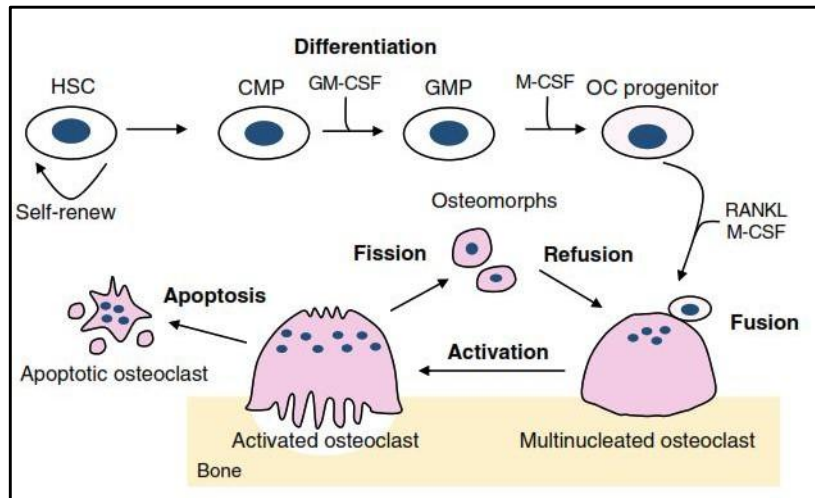 Differentiation
HSC
CMP
GM-CSF
GMP
M-CSF
OC progenitor
Self-renew
Osteomorphs
RANKL
M-CSF
Fission
Refusion
Apoptosis
Fusion
Activation
Apoptotic osteoclast
Activated osteoclast
Multinucleated osteoclast
Bone